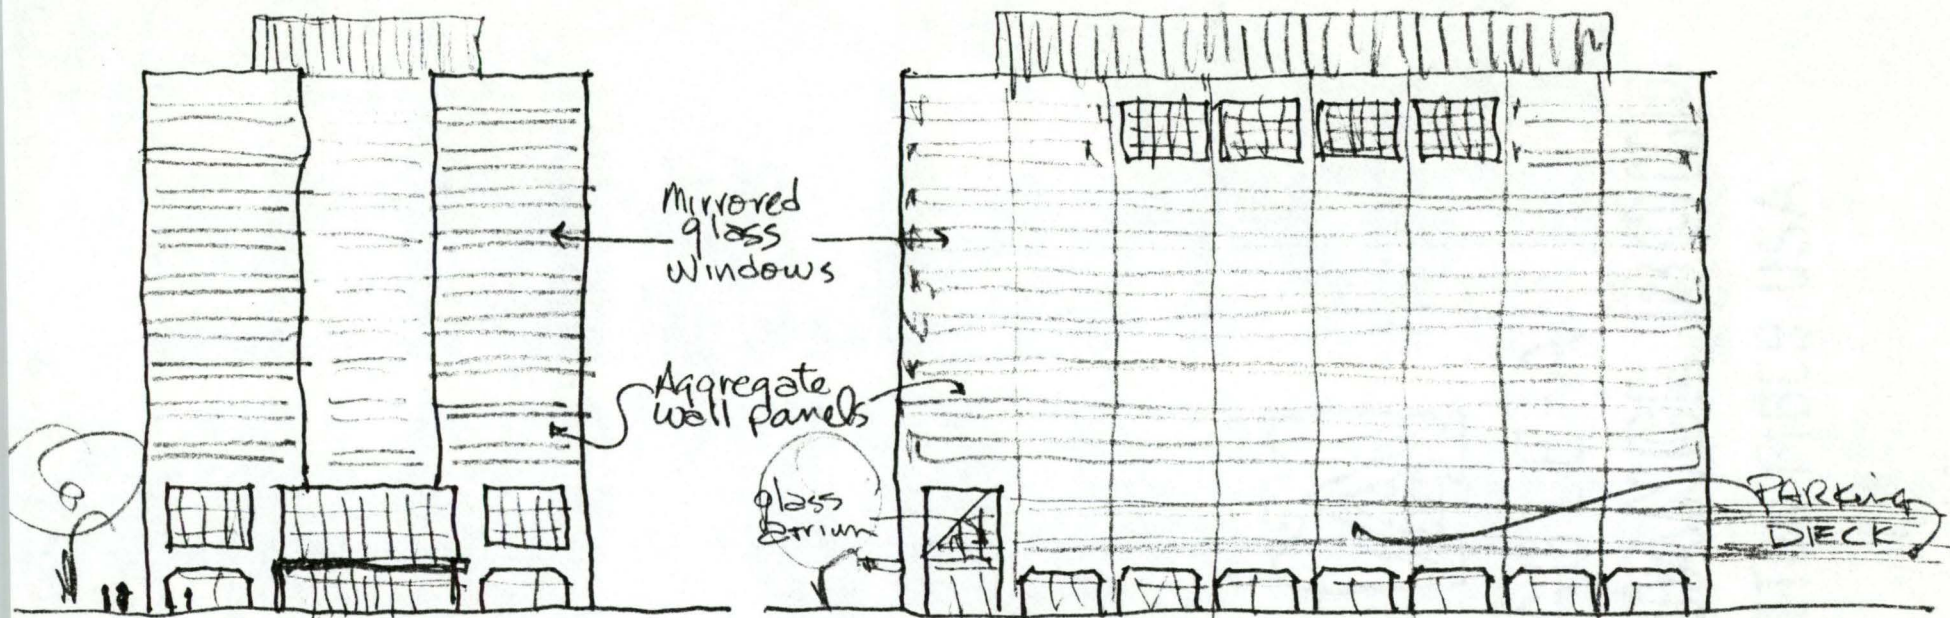 Mirrored
glass
windows
Aggregate
wall panels
glass
atrium
PARKING
DECK